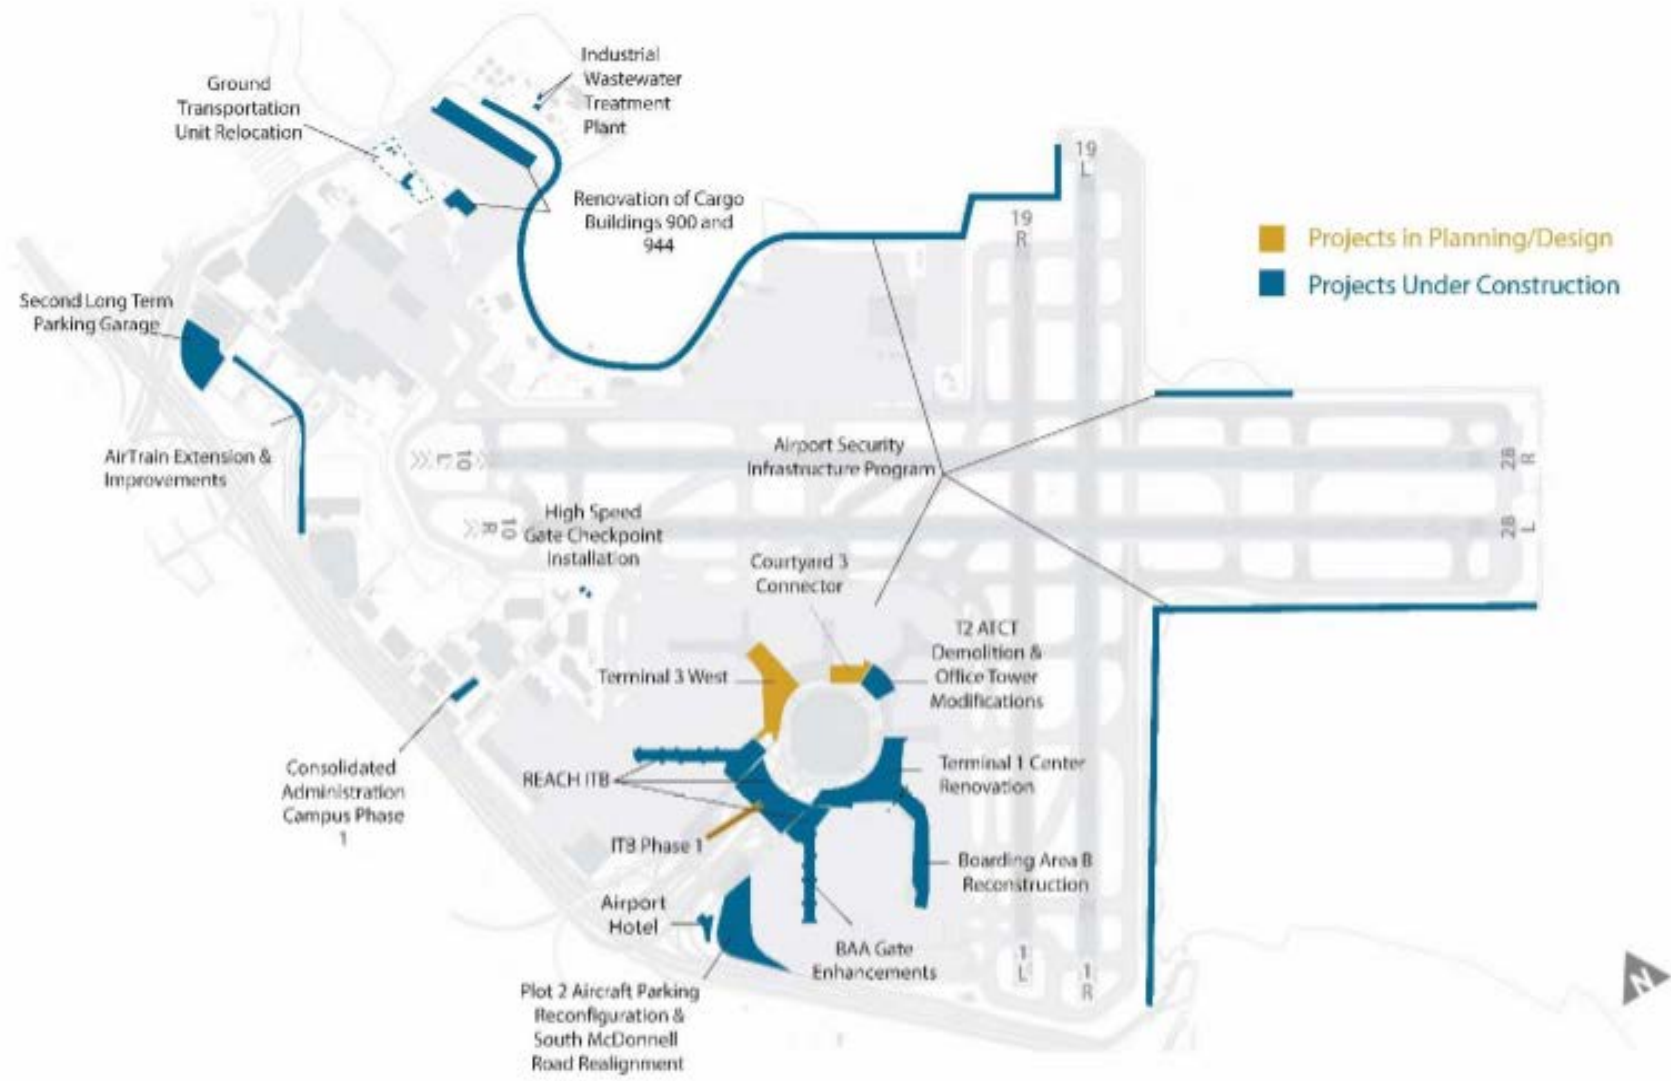 Industrial
Wastewater
Treatment
Plant
Ground
Transportation
Unit Relocation
19
L
Renovation of Cargo
Buildings 900 and
944
19
R
Projects in Planning/Design
Projects Under Construction
Second Long Term
Parking Garage
AirTrain Extension &
Improvements
10
L
Airport Security
Infrastructure Program
28
R
High Speed
Gate Checkpoint
Installation
10
R
28
L
Courtyard 3
Connector
T2 ATCT
Demolition &
Office Tower
Modifications
Terminal 3 West
Consolidated
Administration
Campus Phase
1
REACH ITB
Terminal 1 Center
Renovation
ITB Phase 1
Boarding Area B
Reconstruction
Airport
Hotel
BAA Gate
Enhancements
1
L
1
R
Plot 2 Aircraft Parking
Reconfiguration &
South McDonnell
Road Realignment
N